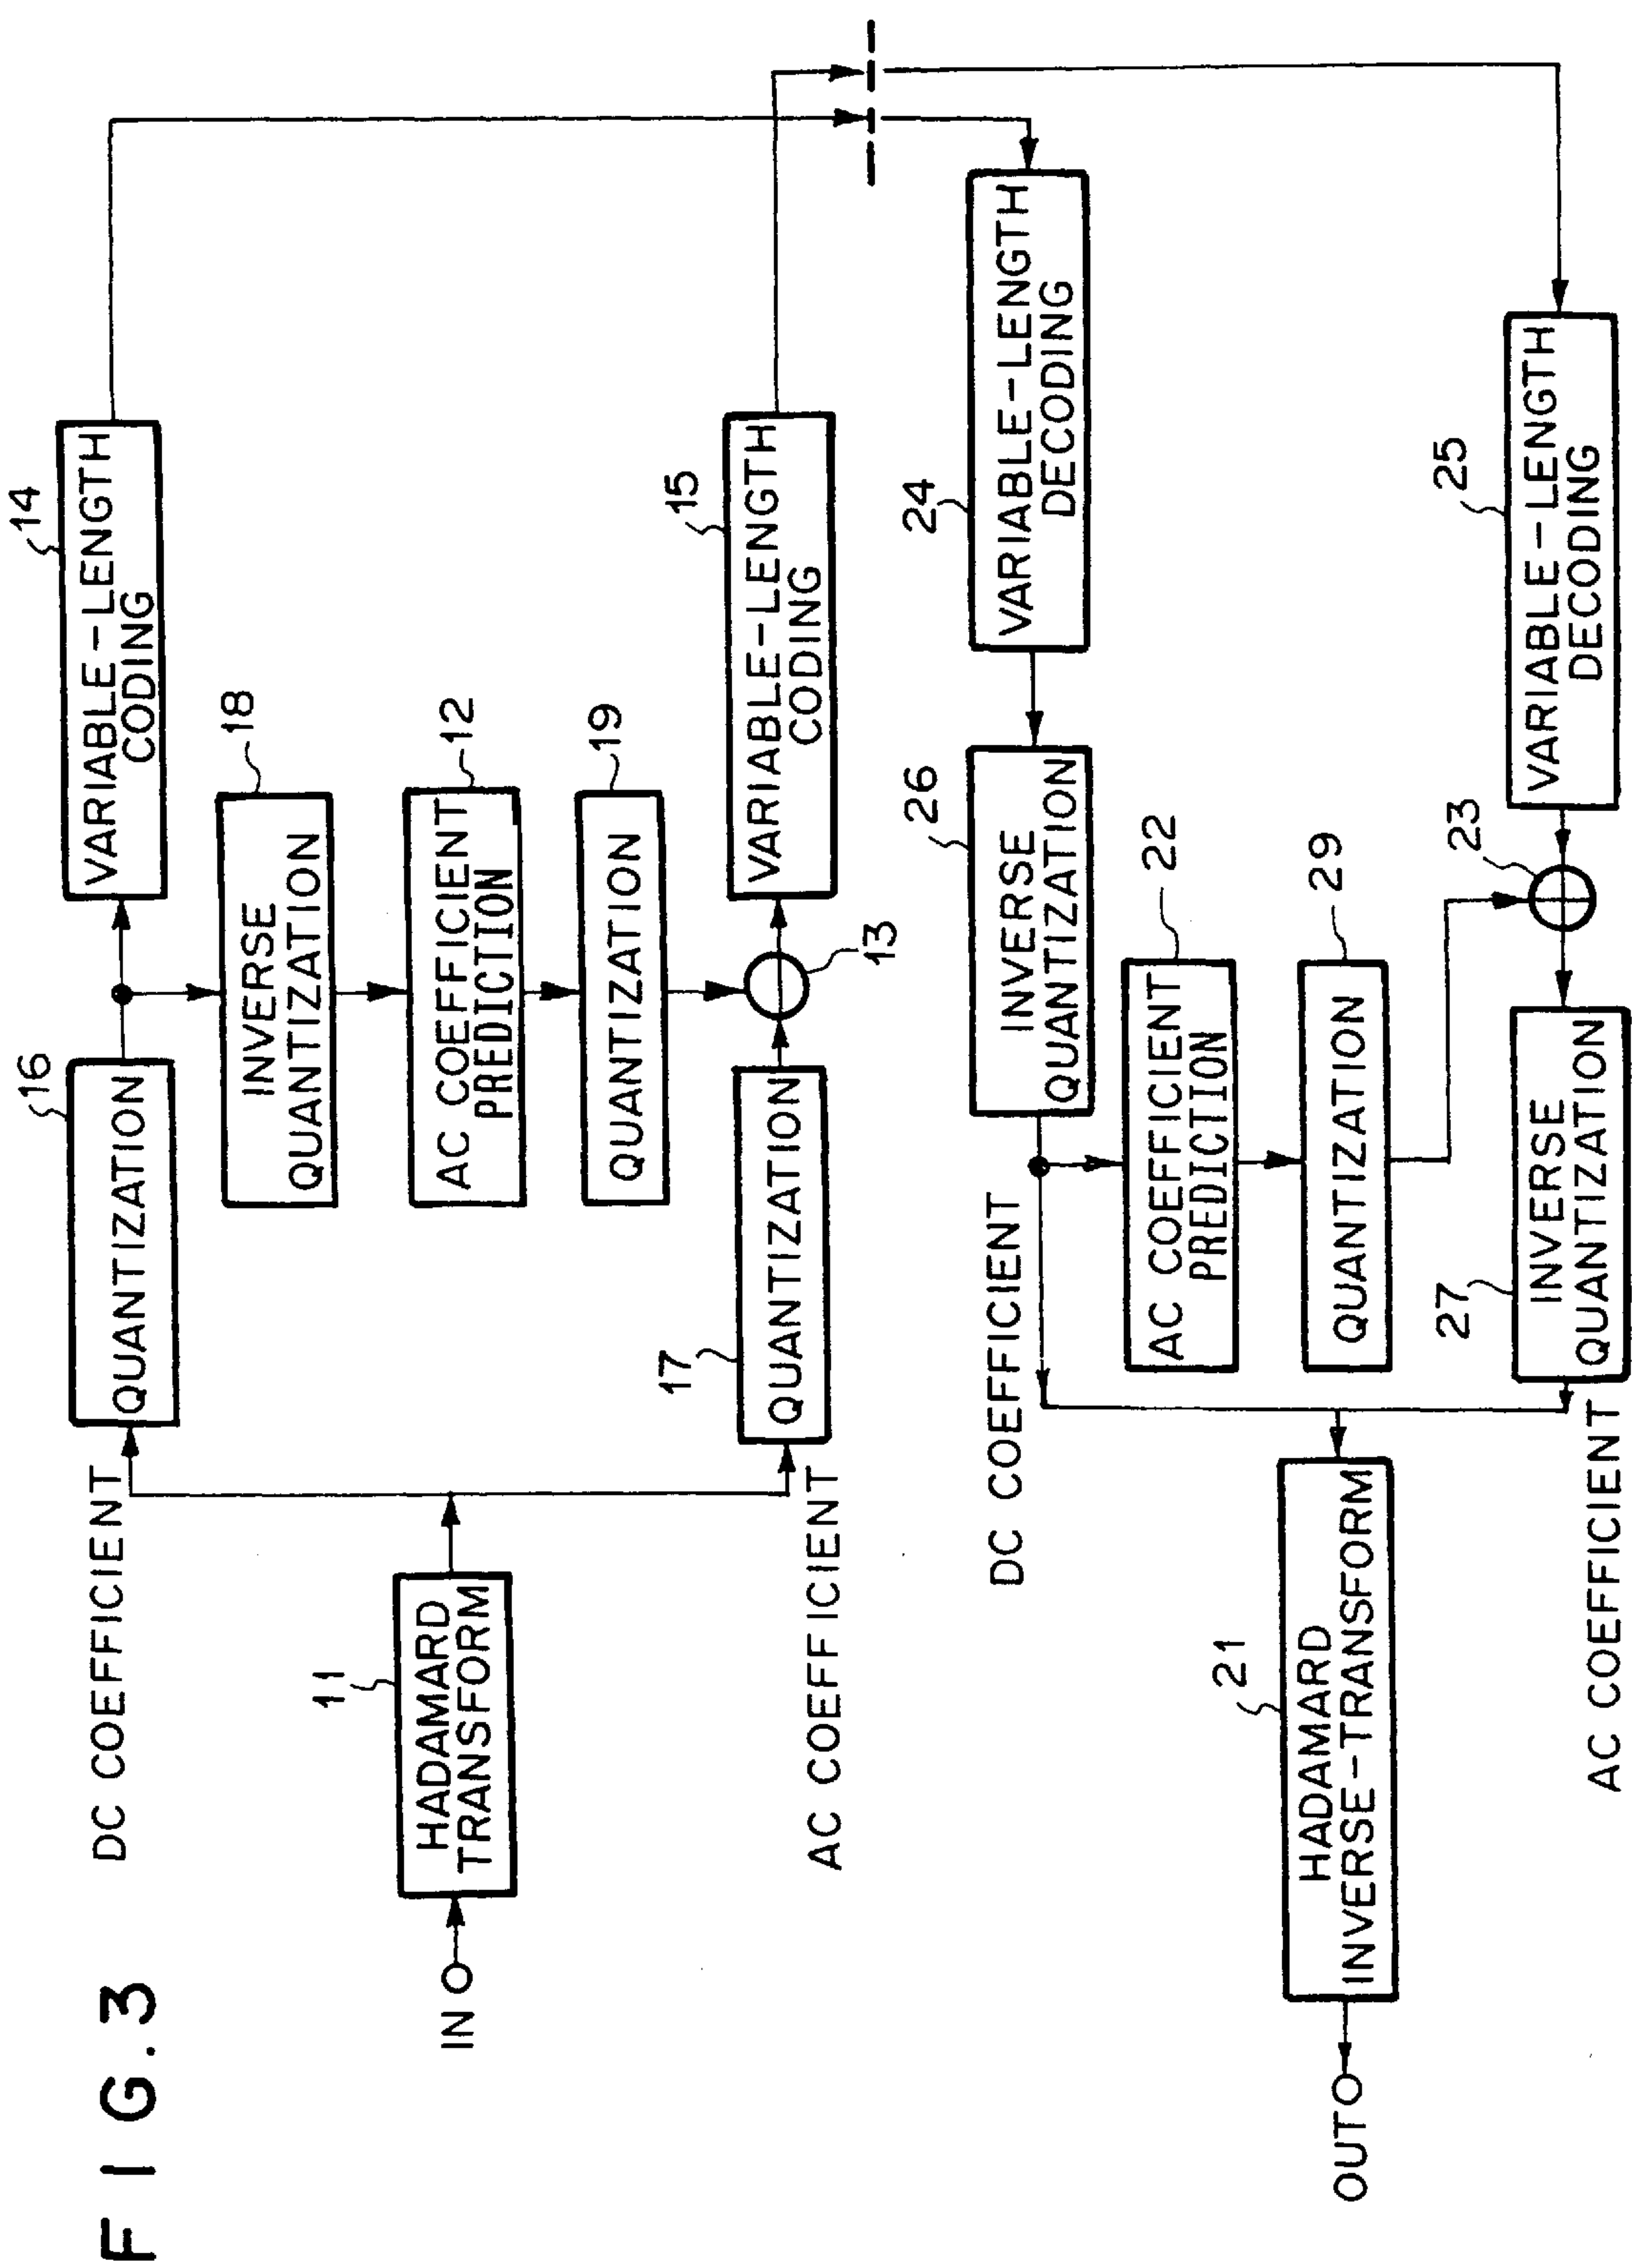 FIG.3
DC COEFFICIENT
16
QUANTIZATION
14
VARIABLE-LENGTH
CODING
18
INVERSE
QUANTIZATION
11
HADAMARD
TRANSFORM
IN
12
AC COEFFICIENT
PREDICTION
19
QUANTIZATION
17
QUANTIZATION
15
VARIABLE-LENGTH
CODING
AC COEFFICIENT
13
DC COEFFICIENT
26
INVERSE
QUANTIZATION
24
VARIABLE-LENGTH
DECODING
22
AC COEFFICIENT
PREDICTION
21
HADAMARD
INVERSE-TRANSFORM
OUT
29
QUANTIZATION
27
INVERSE
QUANTIZATION
23
25
VARIABLE-LENGTH
DECODING
AC COEFFICIENT